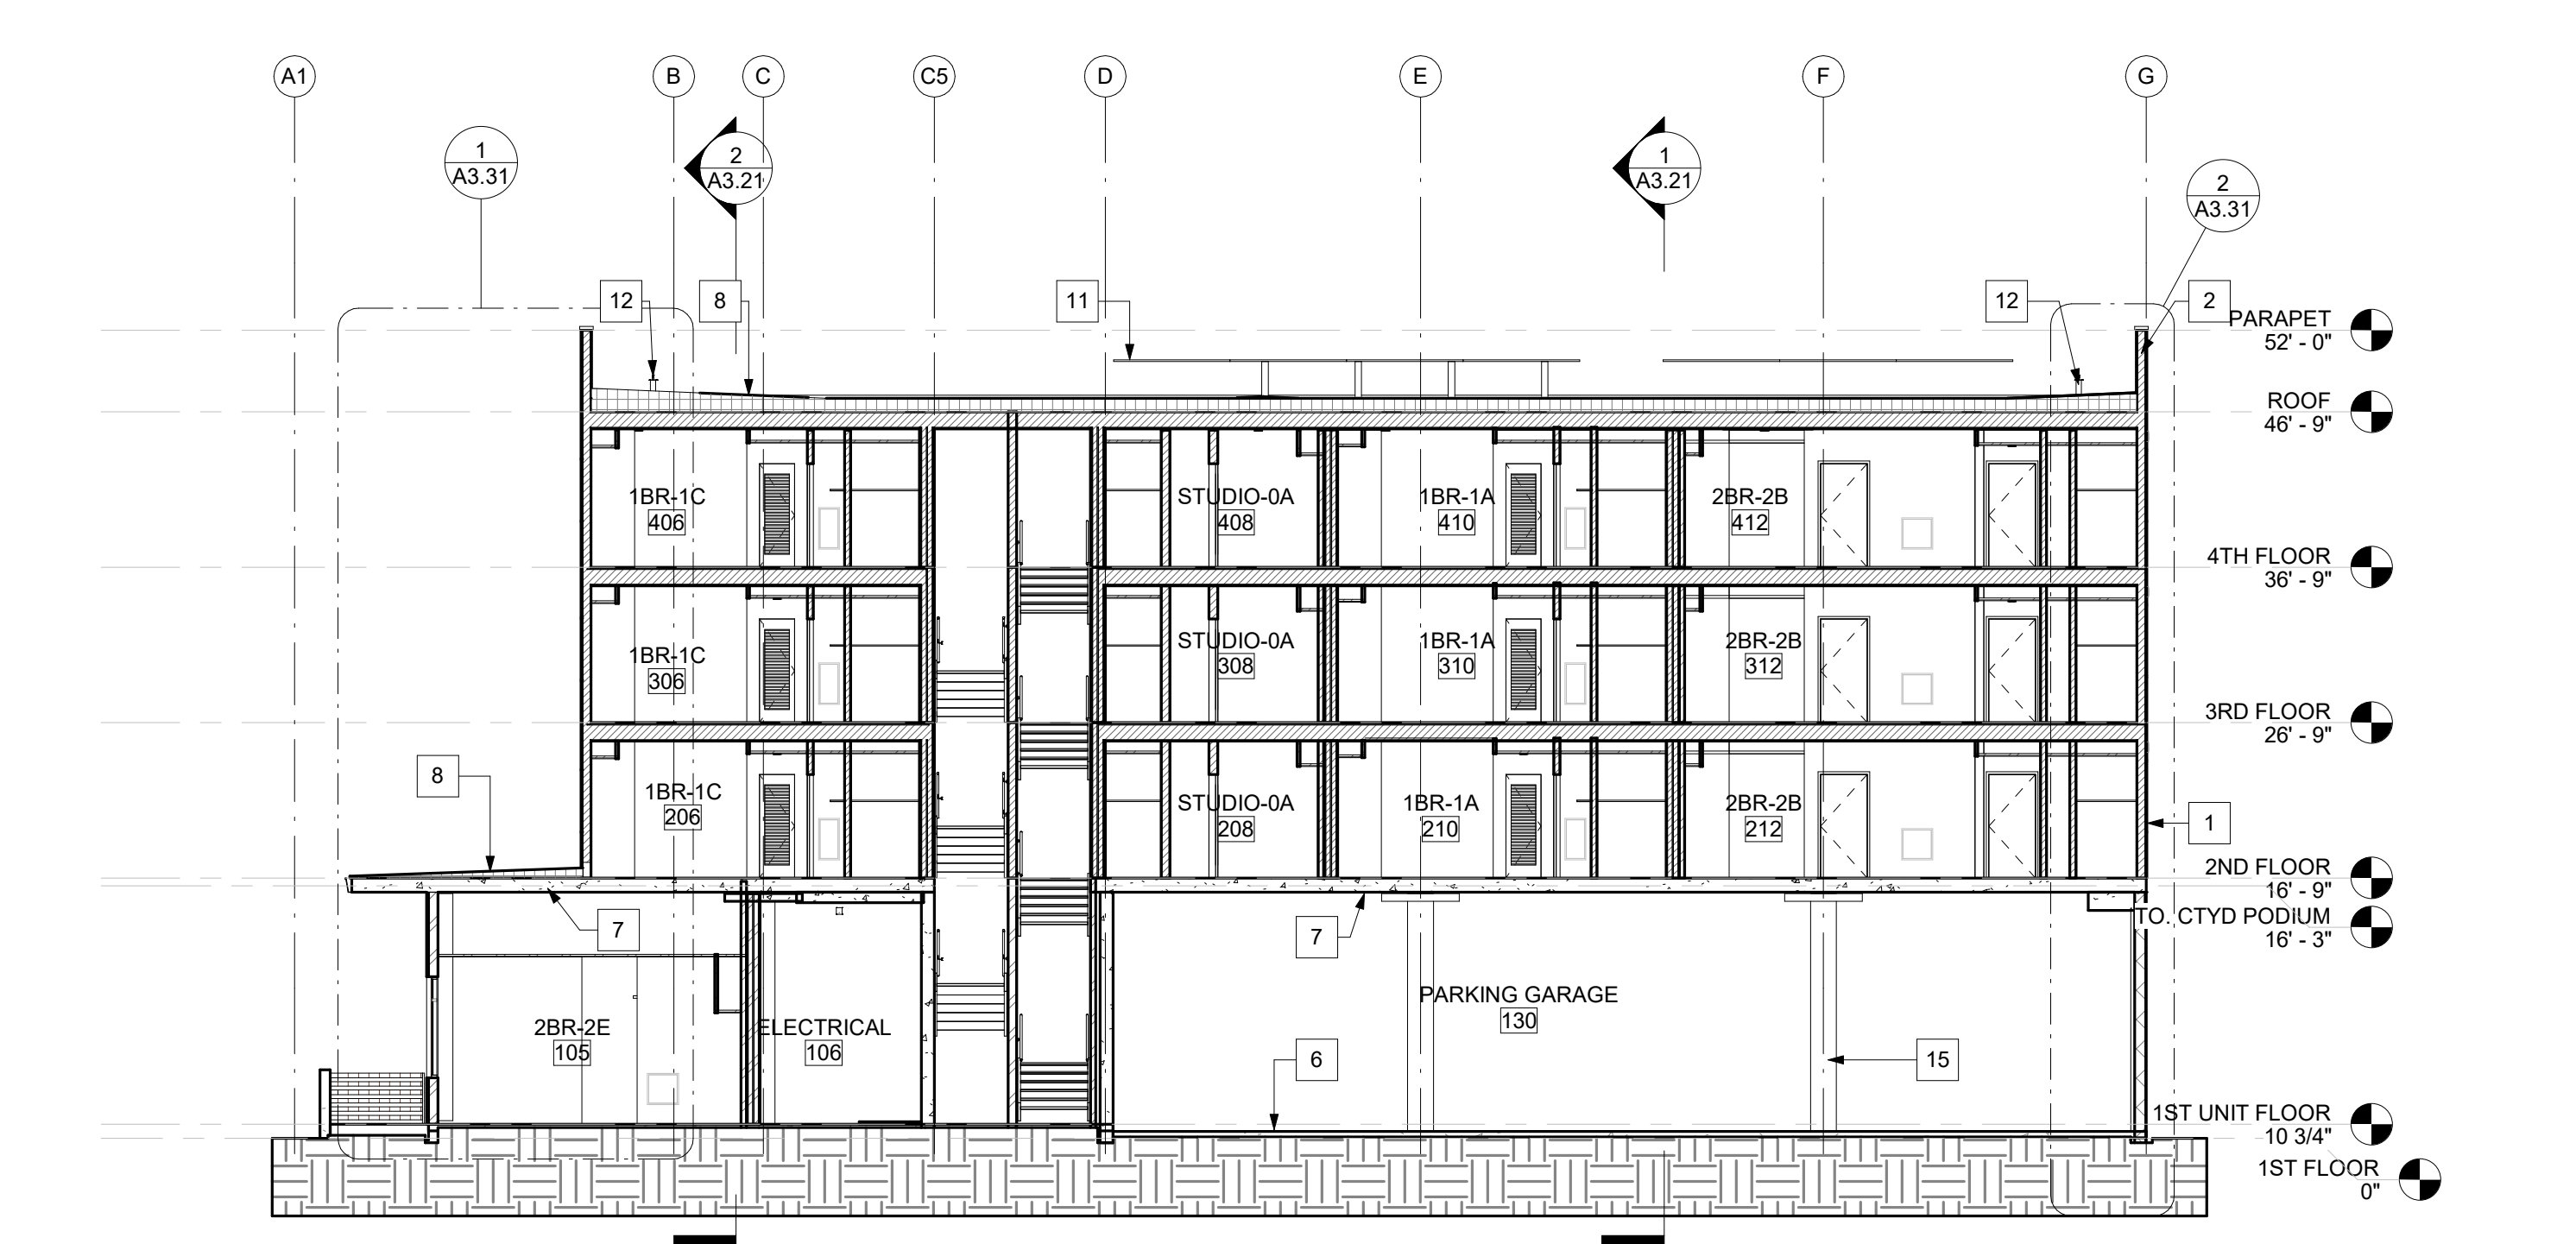 A1
B
C
C5
D
E
F
G
1
A3.31
2
A3.21
1
A3.21
2
A3.31
12
8
11
12
2
PARAPET
52' - 0"
ROOF
46' - 9"
1BR-1C
406
STUDIO-0A
408
1BR-1A
410
2BR-2B
412
4TH FLOOR
36' - 9"
1BR-1C
306
STUDIO-0A
308
1BR-1A
310
2BR-2B
312
3RD FLOOR
26' - 9"
8
1BR-1C
206
STUDIO-0A
208
1BR-1A
210
2BR-2B
212
1
2ND FLOOR
16' - 9"
7
7
TO. CTYD PODIUM
16' - 3"
2BR-2E
105
ELECTRICAL
106
PARKING GARAGE
130
6
15
1ST UNIT FLOOR
10 3/4"
1ST FLOOR
0"